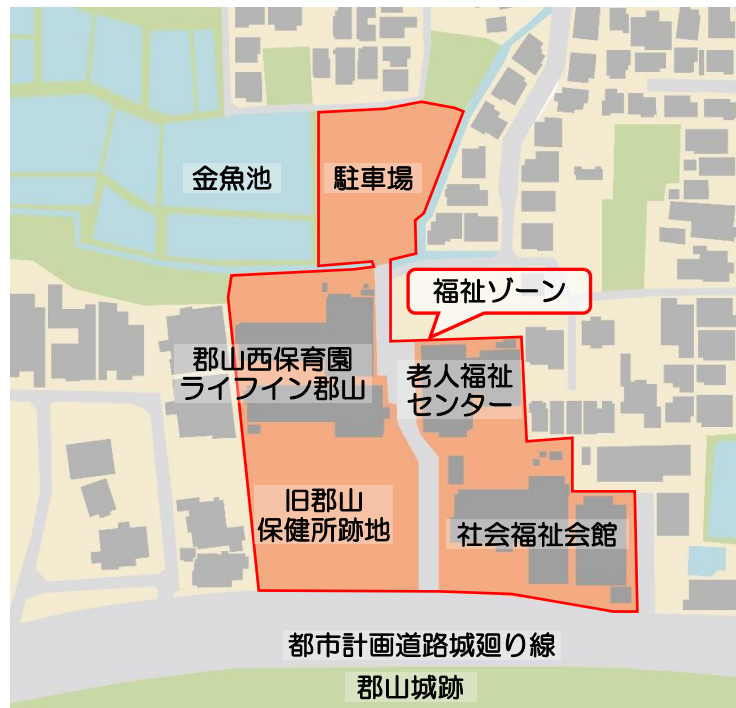 金魚池
駐車場
福祉ゾーン
郡山西保育園
ライフイン郡山
老人福祉
センター
旧郡山
保健所跡地
社会福祉会館
都市計画道路城廻り線
郡山城跡